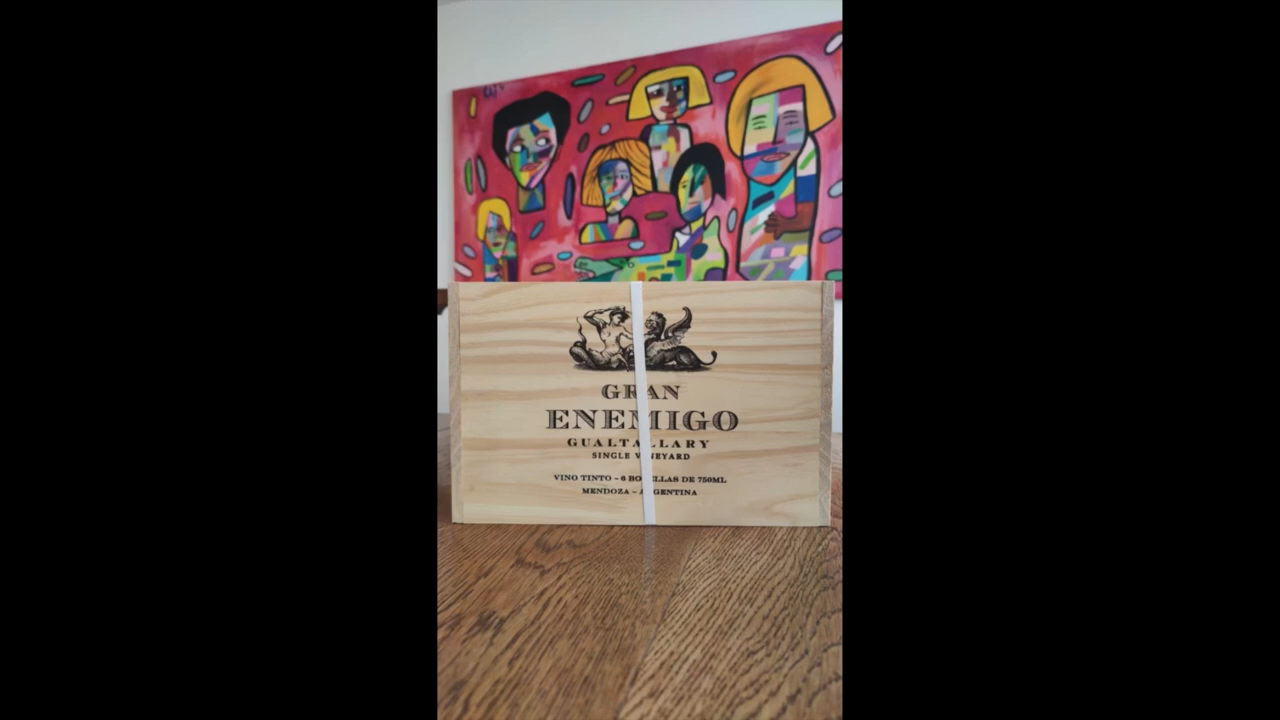 GRAN
ENEMIGO
GUALTALLARY
SINGLE VINEYARD
VINO TINTO – 6 BOTELLAS DE 750ML
MENDOZA – ARGENTINA